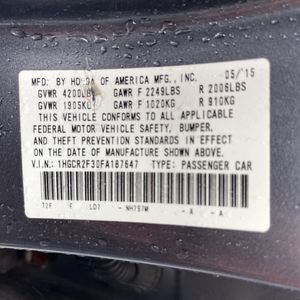 MFD. BY HONDA OF AMERICA MFG., INC. 05/'15
GVWR 4200LBS GAWR F 2249LBS R 2006LBS
GVWR 1905KG GAWR F 1020KG R 910KG
THIS VEHICLE CONFORMS TO ALL APPLICABLE
FEDERAL MOTOR VEHICLE SAFETY, BUMPER,
AND THEFT PREVENTION STANDARDS IN EFFECT
ON THE DATE OF MANUFACTURE SHOWN ABOVE.
V.I.N.: 1HGCR2F30FA187647 TYPE: PASSENGER CAR
NH797M - A - A